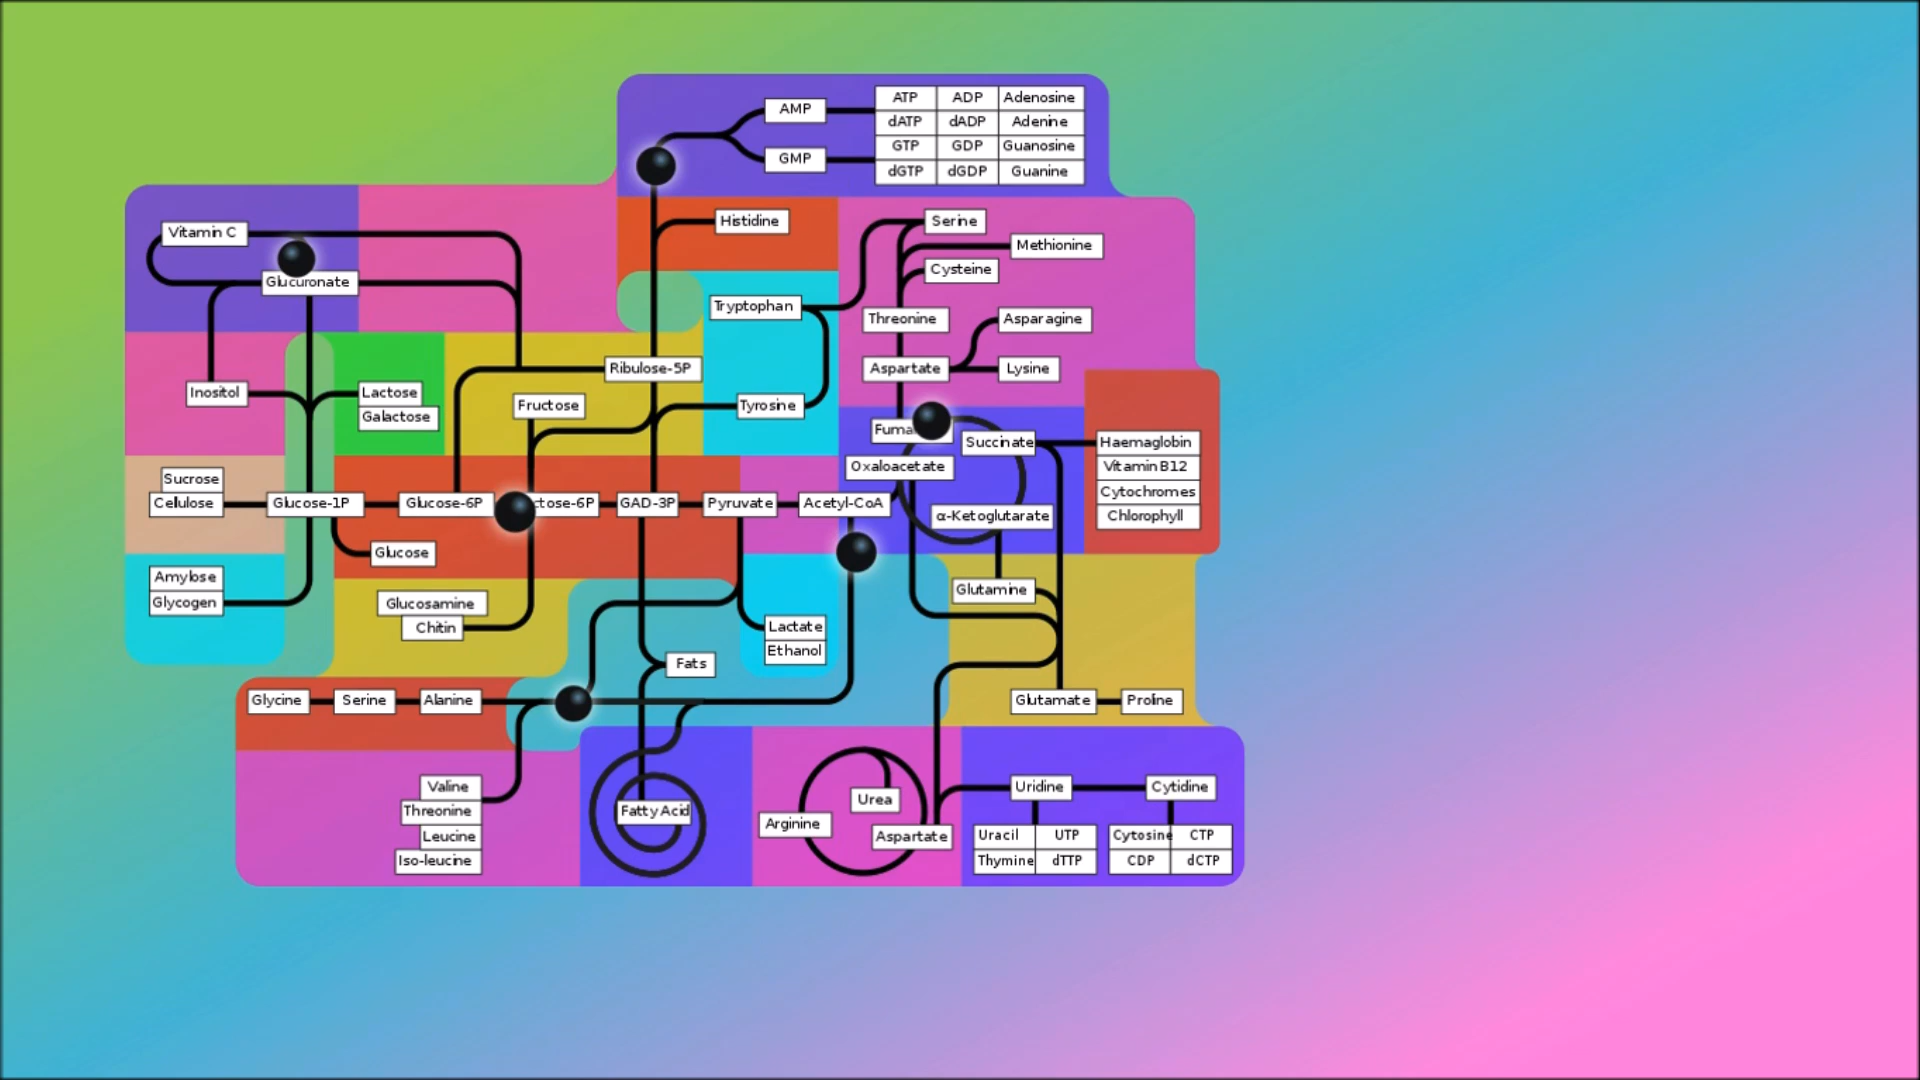 AMP
ATP ADP Adenosine
dATP dADP Adenine
GMP
GTP GDP Guanosine
dGTP dGDP Guanine
Histidine
Serine
Vitamin C
Methionine
Cysteine
Glucuronate
Tryptophan
Threonine
Asparagine
Ribulose-5P
Aspartate
Lysine
Inositol
Lactose
Galactose
Fructose
Tyrosine
Fuma
Succinate
Haemaglobin
Oxaloacetate
VitaminB12
Sucrose
Cellulose
Glucose-1P
Glucose-6P
ctose-6P
GAD-3P
Pyruvate
Acetyl-CoA
Cytochromes
α-Ketoglutarate
Chlorophyll
Glucose
Amylose
Glycogen
Glutamine
Glucosamine
Chitin
Lactate
Ethanol
Fats
Glycine
Serine
Alanine
Glutamate
Proline
Valine
Threonine
Leucine
Iso-leucine
Fatty Acid
Urea
Arginine
Aspartate
Uridine
Cytidine
Uracil UTP
Thymine dTTP
Cytosine CTP
CDP dCTP